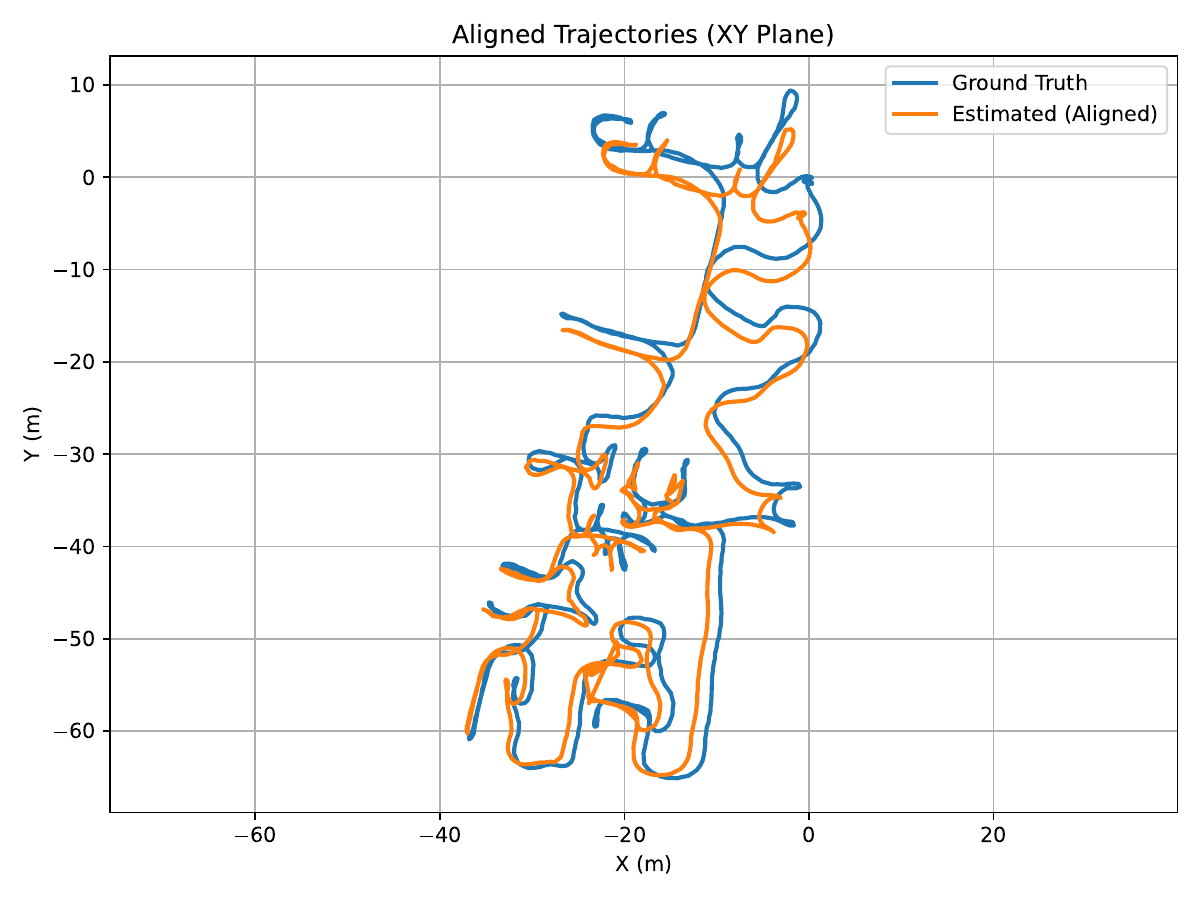 Aligned Trajectories (XY Plane)
Ground Truth
Estimated (Aligned)
10
0
−10
−20
−30
−40
−50
−60
Y (m)
−60
−40
−20
0
20
X (m)